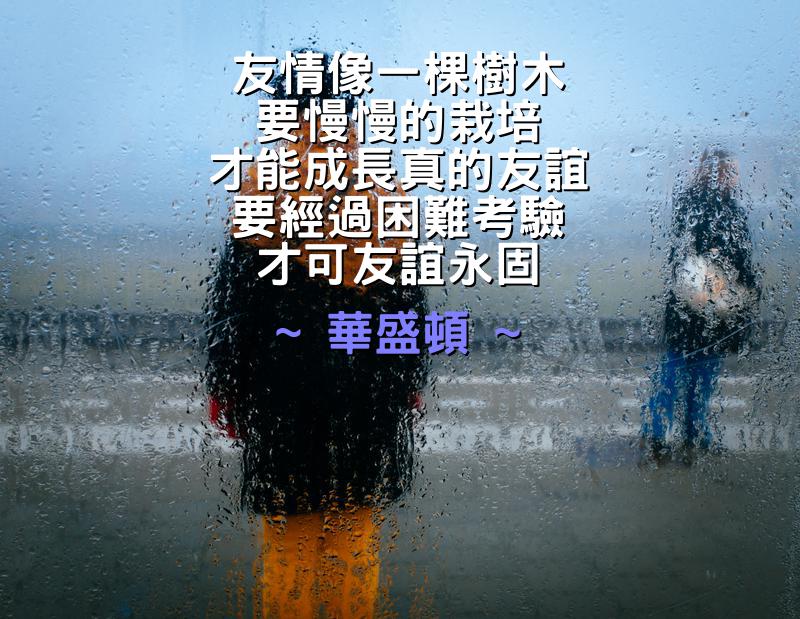 友情像一棵樹木
要慢慢的栽培
才能成長真的友誼
要經過困難考驗
才可友誼永固
~ 華盛頓 ~